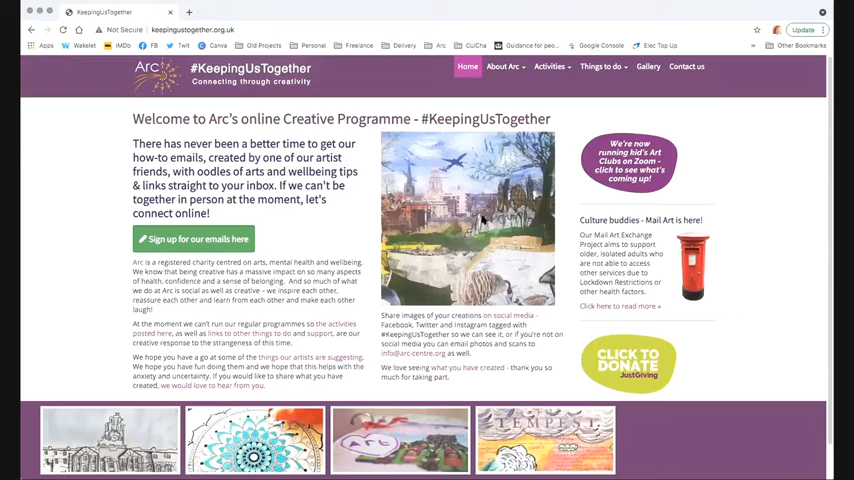 KeepingUsTogether
Not Secure | keepingustogether.org.uk
Update
Apps
Wakelet
IMDb
FB
Twit
Canva
Old Projects
Personal
Freelance
Delivery
Arc
CulCha
Guidance for peo...
Google Console
Elec Top up
Other Bookmarks
Arc
#KeepingUsTogether
Connecting through creativity
Home
About Arc
Activities
Things to do
Gallery
Contact us
Welcome to Arc's online Creative Programme - #KeepingUsTogether
There has never been a better time to get our
how-to emails, created by one of our artist
friends, with oodles of arts and wellbeing tips
& links straight to your inbox. If we can't be
together in person at the moment, let's
connect online!
Sign up for our emails here
Arc is a registered charity centred on arts, mental health and wellbeing.
We know that being creative has a massive impact on so many aspects
of health, confidence and a sense of belonging. And so much of what
we do at Arc is social as well as creative - we inspire each other,
reassure each other and learn from each other and make each other
laugh!
At the moment we can't run our regular programmes so the activities
posted here, as well as links to other things to do and support, are our
creative response to the strangeness of this time.
We hope you have a go at some of the things our artists are suggesting.
We hope you have fun doing them and we hope that this helps with the
anxiety and uncertainty. If you would like to share what you have
created, we would love to hear from you.
Share images of your creations on social media -
Facebook, Twitter and Instagram tagged with
#KeepingUsTogether so we can see it, or if you're not on
social media you can email photos and scans to
info@arc-centre.org as well.
We love seeing what you have created - thank you so
much for taking part.
We're now
running kid's Art
Clubs on Zoom -
click to see what's
coming up!
Culture buddies - Mail Art is here!
Our Mail Art Exchange
Project aims to support
older, isolated adults who
are not able to access
other services due to
Lockdown Restrictions or
other health factors.
Click here to read more »
CLICK TO
DONATE
JustGiving
ART
TEMPEST